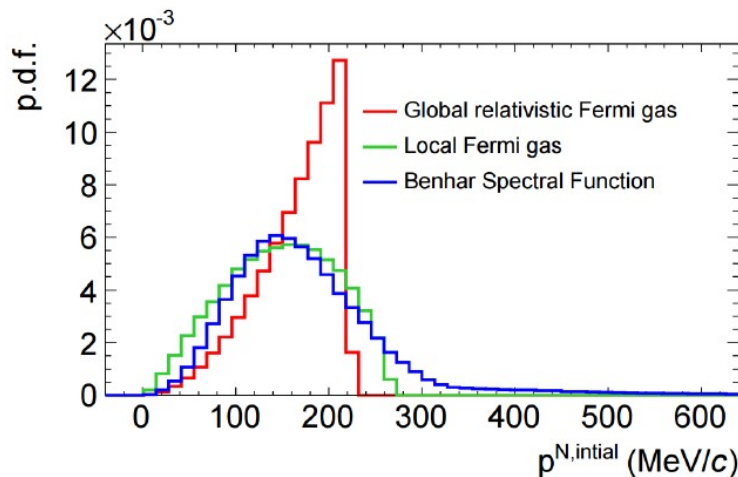 ×10⁻³
p.d.f.
12
10
8
6
4
2
0
Global relativistic Fermi gas
Local Fermi gas
Benhar Spectral Function
0 100 200 300 400 500 600
p^N,intial (MeV/c)